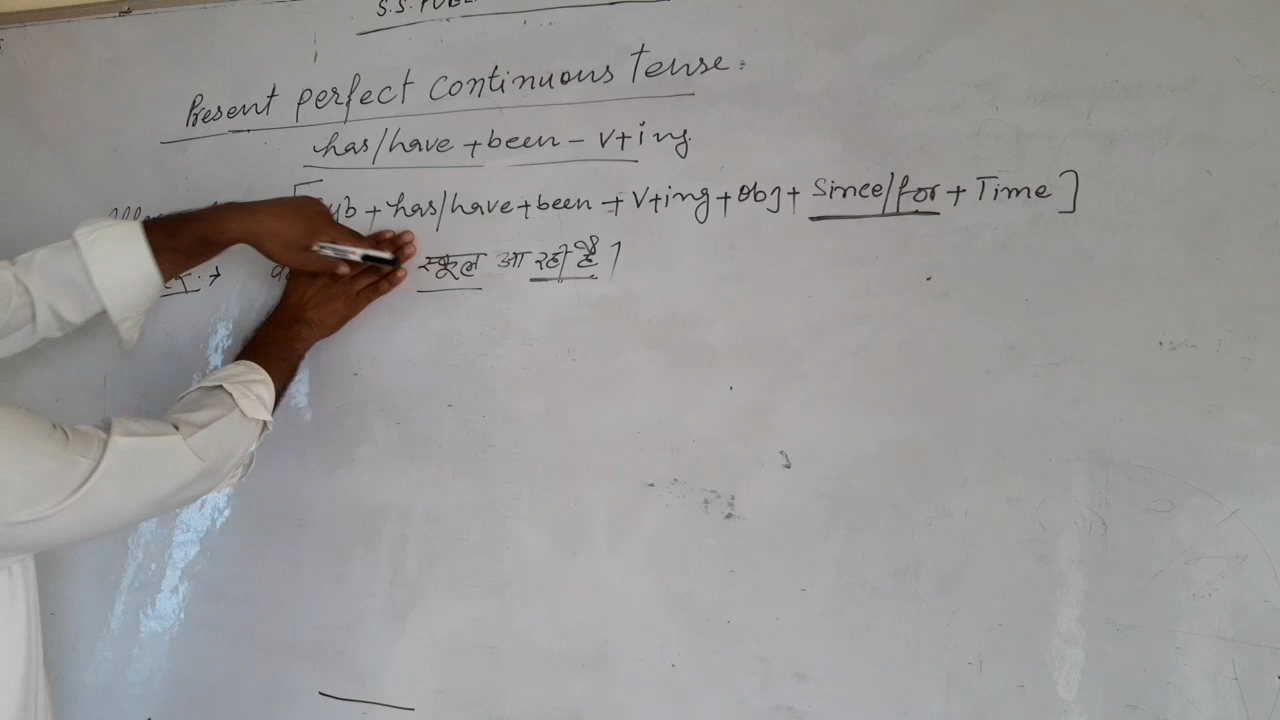 S.S.
Present perfect continuous tense.
has/have + been - V+ing
[Sub + has/have + been + V+ing + Obj + Since/for + Time]
स्कूल आ रही है।